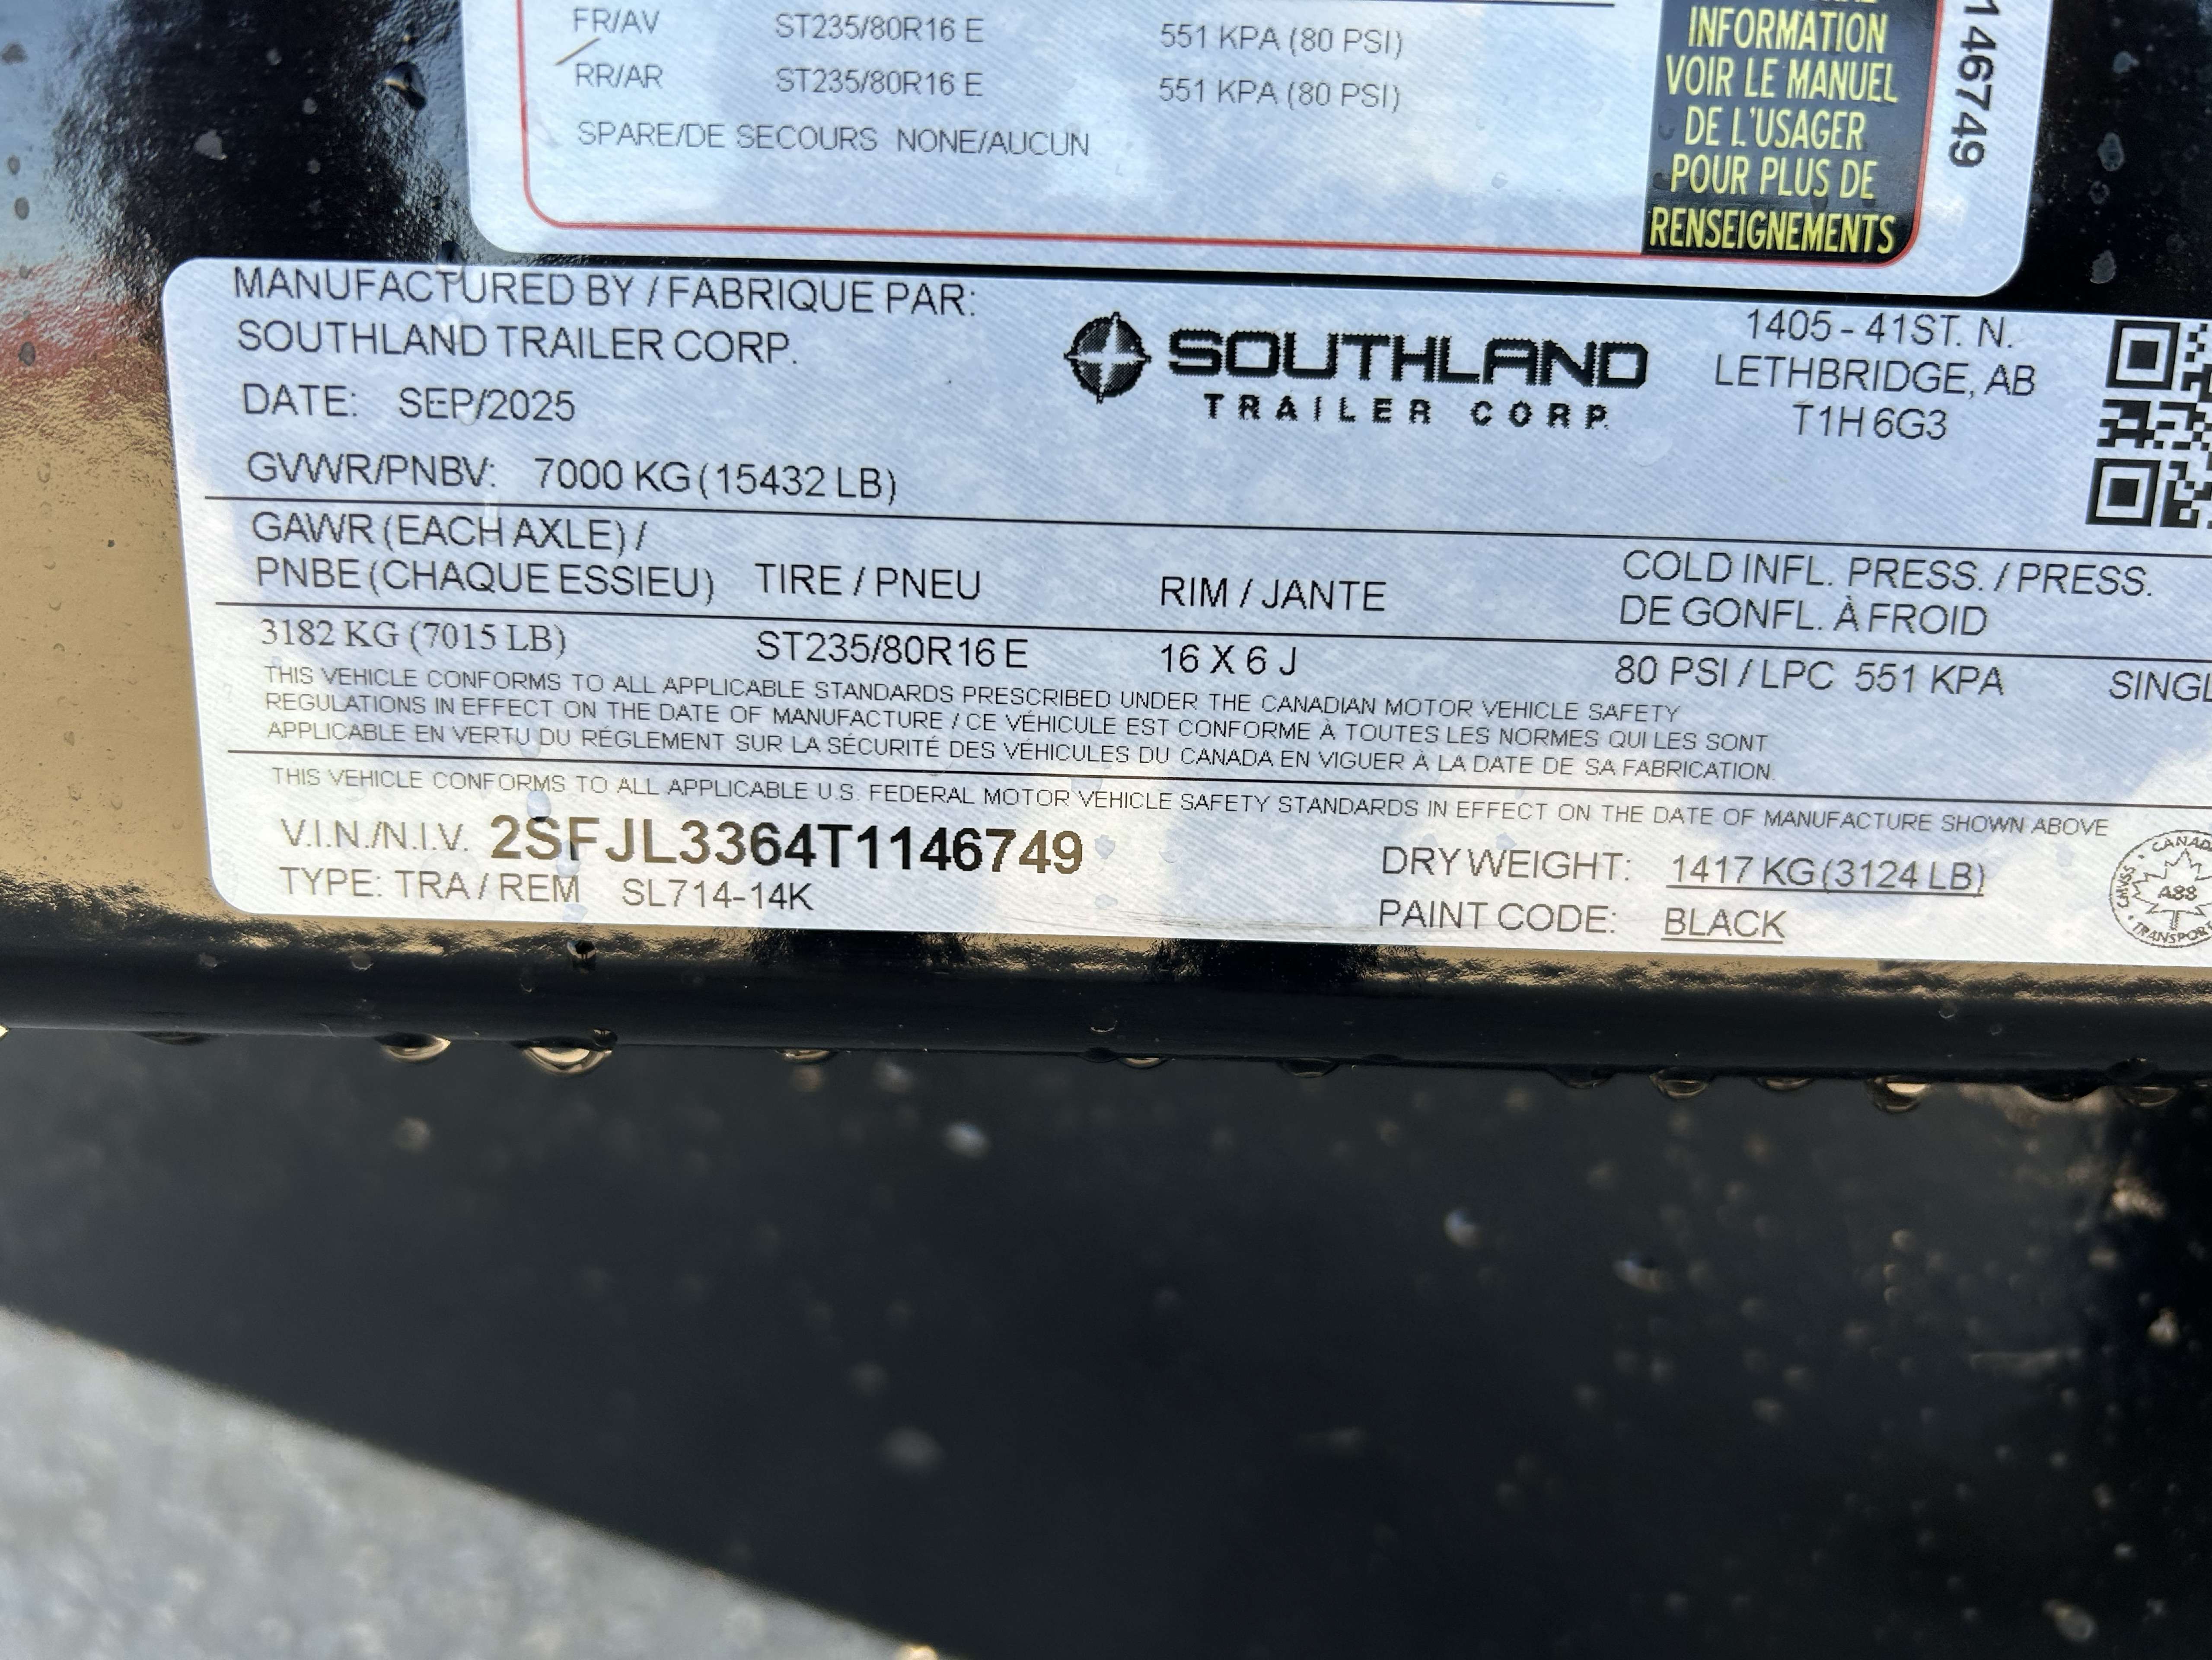 FR/AV ST235/80R16 E 551 KPA (80 PSI)
RR/AR ST235/80R16 E 551 KPA (80 PSI)
SPARE/DE SECOURS NONE/AUCUN
INFORMATION
VOIR LE MANUEL
DE L'USAGER
POUR PLUS DE
RENSEIGNEMENTS
1146749
MANUFACTURED BY / FABRIQUE PAR:
SOUTHLAND TRAILER CORP.
DATE: SEP/2025
GVWR/PNBV: 7000 KG (15432 LB)
SOUTHLAND
TRAILER CORP.
1405 - 41ST. N.
LETHBRIDGE, AB
T1H 6G3
GAWR (EACH AXLE) /
PNBE (CHAQUE ESSIEU) TIRE / PNEU RIM / JANTE
COLD INFL. PRESS. / PRESS.
DE GONFL. À FROID
3182 KG (7015 LB) ST235/80R16 E 16 X 6 J 80 PSI / LPC 551 KPA SINGL
THIS VEHICLE CONFORMS TO ALL APPLICABLE STANDARDS PRESCRIBED UNDER THE CANADIAN MOTOR VEHICLE SAFETY
REGULATIONS IN EFFECT ON THE DATE OF MANUFACTURE / CE VÉHICULE EST CONFORME À TOUTES LES NORMES QUI LES SONT
APPLICABLE EN VERTU DU RÉGLEMENT SUR LA SÉCURITÉ DES VÉHICULES DU CANADA EN VIGUER À LA DATE DE SA FABRICATION.
THIS VEHICLE CONFORMS TO ALL APPLICABLE U.S. FEDERAL MOTOR VEHICLE SAFETY STANDARDS IN EFFECT ON THE DATE OF MANUFACTURE SHOWN ABOVE
V.I.N./N.I.V. 2SFJL3364T1146749
TYPE: TRA / REM SL714-14K
DRY WEIGHT: 1417 KG (3124 LB)
PAINT CODE: BLACK
CANADA
CMVSS
A88
TRANSPORT